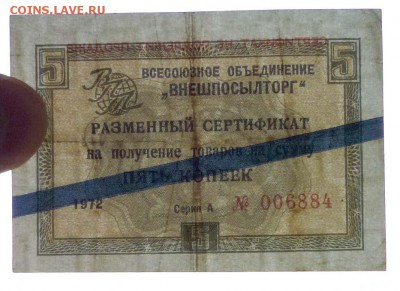 COINS.LAVE.RU
5 5
ВПТ
ВСЕСОЮЗНОЕ ОБЪЕДИНЕНИЕ
„ВНЕШПОСЫЛТОРГ"
РАЗМЕННЫЙ СЕРТИФИКАТ
на получение товаров на сумму
ПЯТЬ КОПЕЕК
1972 Серия А № 006884